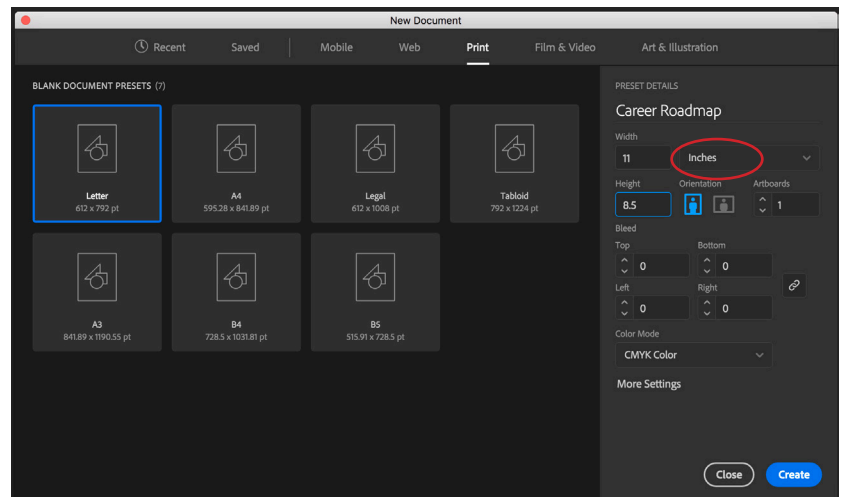 New Document
Recent Saved Mobile Web Print Film & Video Art & Illustration
BLANK DOCUMENT PRESETS (7)
Letter
612 x 792 pt
A4
595.28 x 841.89 pt
Legal
612 x 1008 pt
Tabloid
792 x 1224 pt
A3
841.89 x 1190.55 pt
B4
728.5 x 1031.81 pt
B5
515.91 x 728.5 pt
PRESET DETAILS
Career Roadmap
Width
11 Inches
Height Orientation Artboards
8.5 1
Bleed
Top Bottom
0 0
Left Right
0 0
Color Mode
CMYK Color
More Settings
Close Create